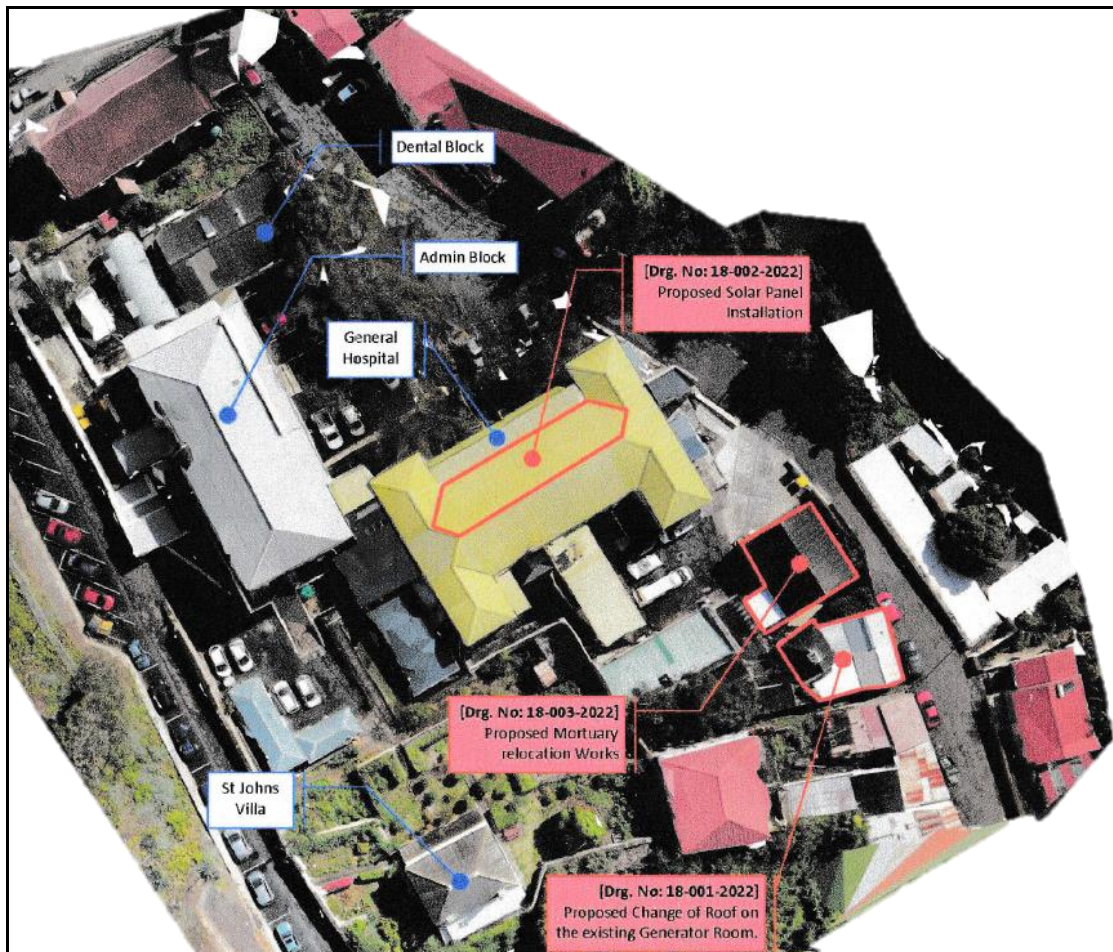 Dental Block
Admin Block
[Drg. No: 18-002-2022]
Proposed Solar Panel
Installation
General
Hospital
[Drg. No: 18-003-2022]
Proposed Mortuary
relocation Works
St Johns
Villa
[Drg. No: 18-001-2022]
Proposed Change of Roof on
the existing Generator Room.